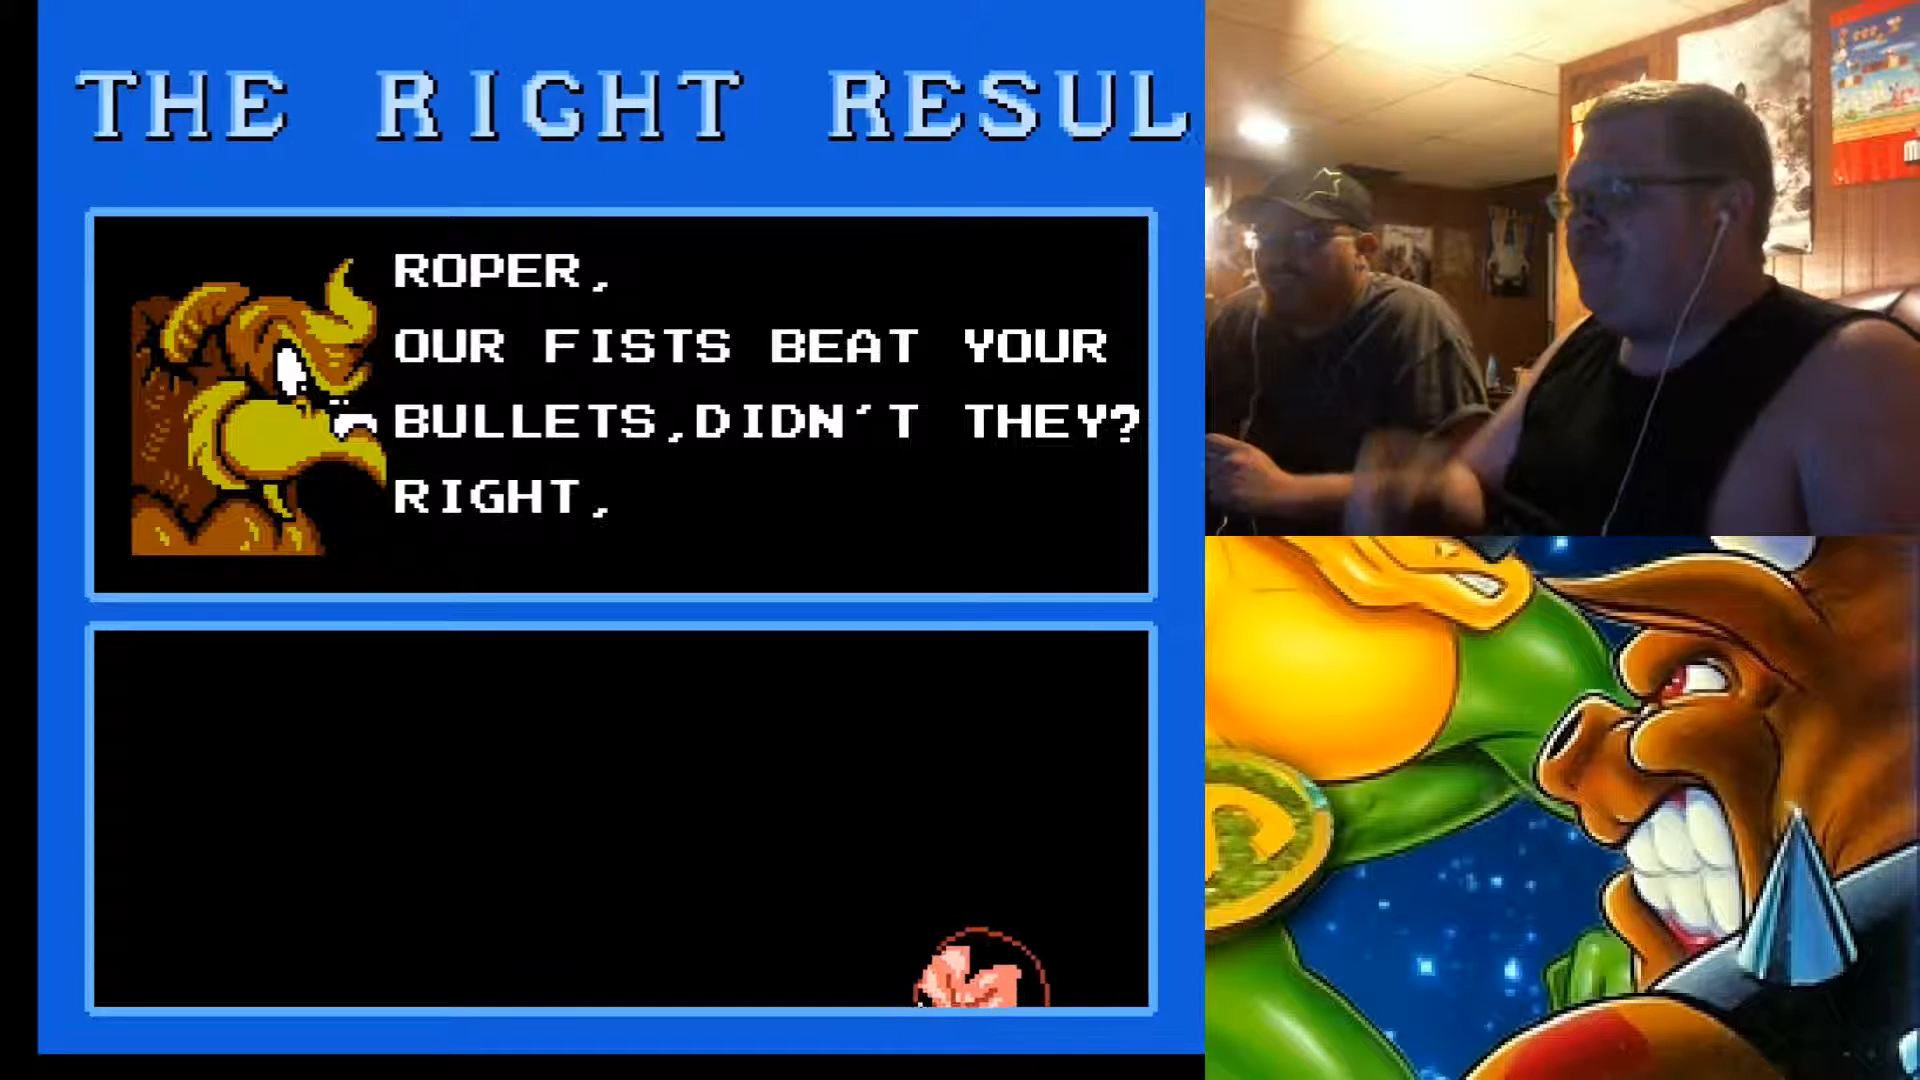 THE RIGHT RESUL
ROPER,
OUR FISTS BEAT YOUR
BULLETS,DIDN'T THEY?
RIGHT,